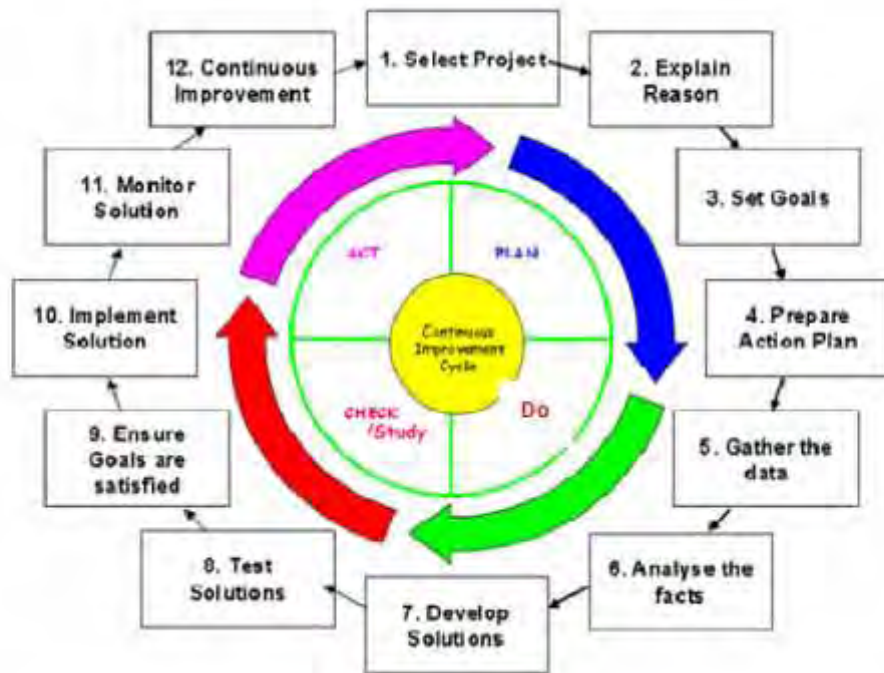 1. Select Project
2. Explain
Reason
3. Set Goals
4. Prepare
Action Plan
5. Gather the
data
6. Analyse the
facts
7. Develop
Solutions
8. Test
Solutions
9. Ensure
Goals are
satisfied
10. Implement
Solution
11. Monitor
Solution
12. Continuous
Improvement
ACT
PLAN
Continuous
Improvement
Cycle
CHECK
/Study
Do